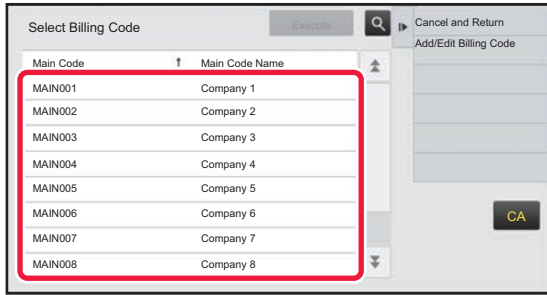 Select Billing Code
Execute
Cancel and Return
Add/Edit Billing Code
Main Code ↑ Main Code Name
MAIN001 Company 1
MAIN002 Company 2
MAIN003 Company 3
MAIN004 Company 4
MAIN005 Company 5
MAIN006 Company 6
MAIN007 Company 7
MAIN008 Company 8
CA